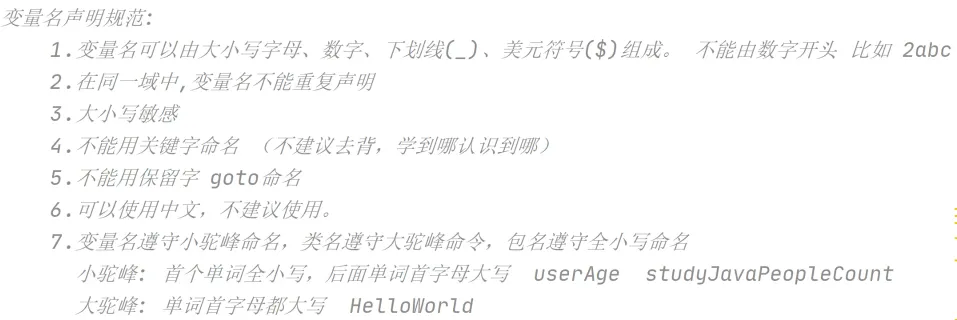 变量名声明规范:
1.变量名可以由大小写字母、数字、下划线(_)、美元符号($)组成。 不能由数字开头 比如 2abc
2.在同一域中,变量名不能重复声明
3.大小写敏感
4.不能用关键字命名 （不建议去背，学到哪认识到哪）
5.不能用保留字 goto命名
6.可以使用中文，不建议使用。
7.变量名遵守小驼峰命名，类名遵守大驼峰命令，包名遵守全小写命名
小驼峰: 首个单词全小写，后面单词首字母大写 userAge studyJavaPeopleCount
大驼峰: 单词首字母都大写 HelloWorld